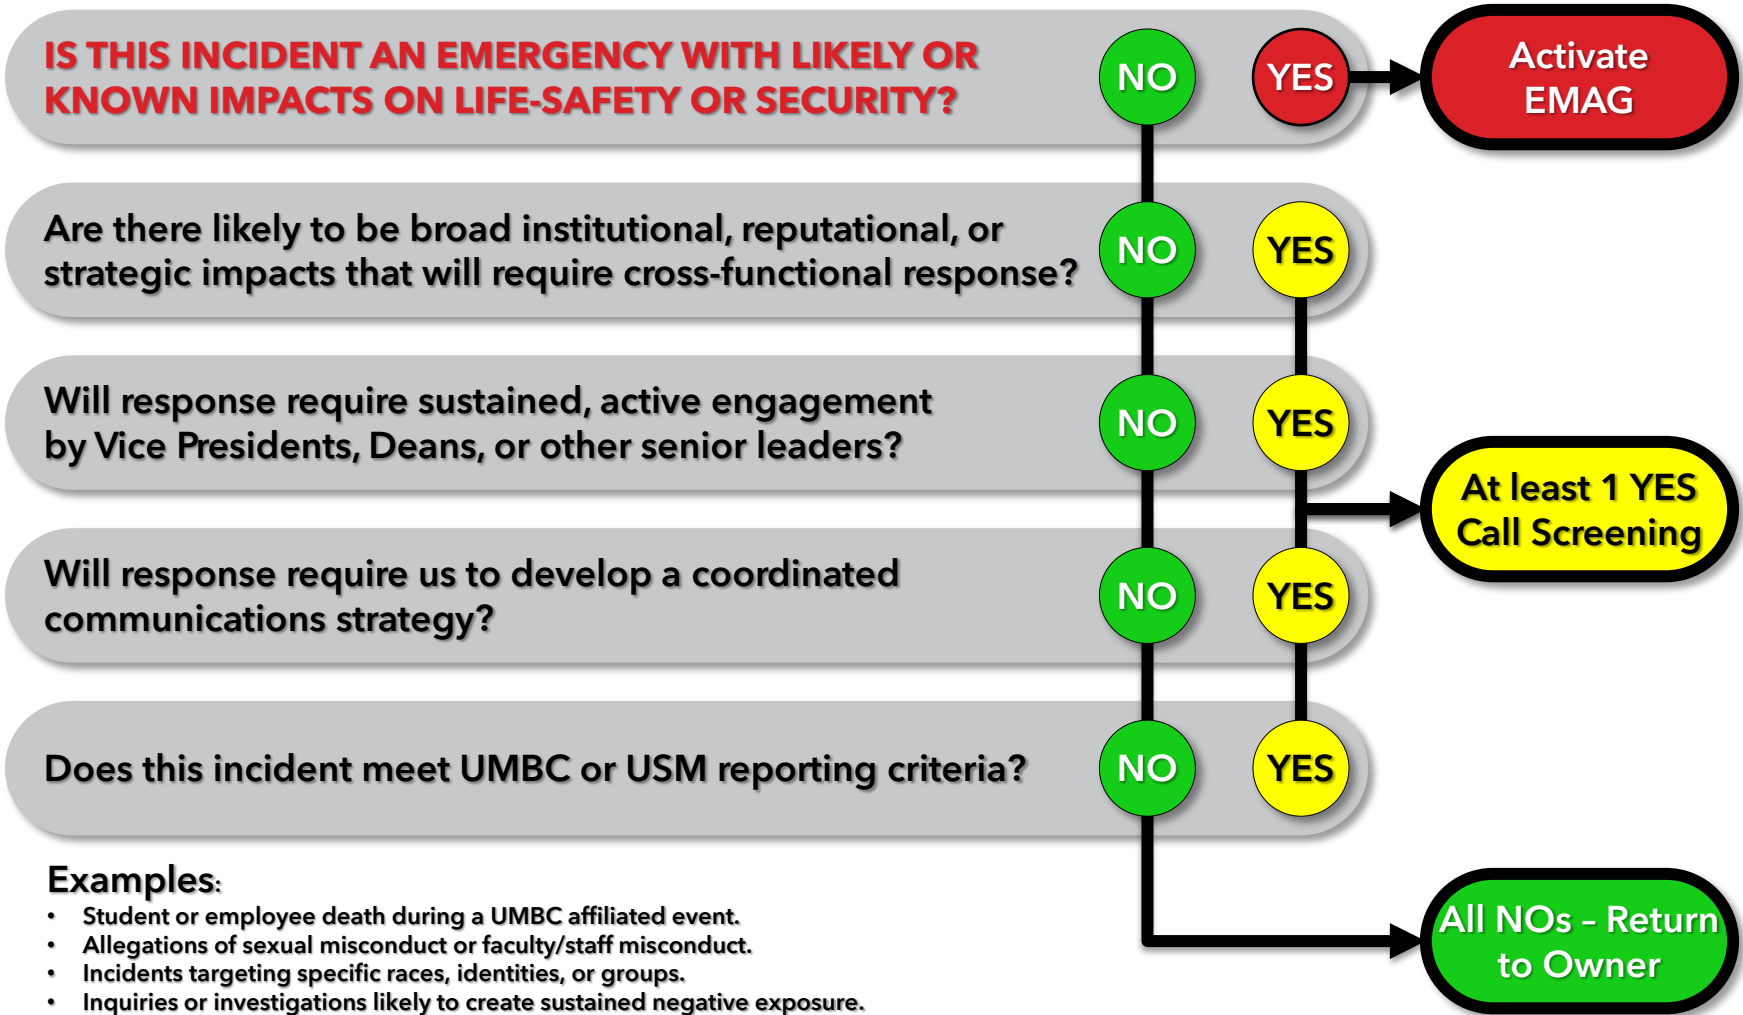 IS THIS INCIDENT AN EMERGENCY WITH LIKELY OR
KNOWN IMPACTS ON LIFE-SAFETY OR SECURITY?
NO
YES
Activate
EMAG
Are there likely to be broad institutional, reputational, or
strategic impacts that will require cross-functional response?
NO
YES
Will response require sustained, active engagement
by Vice Presidents, Deans, or other senior leaders?
NO
YES
At least 1 YES
Call Screening
Will response require us to develop a coordinated
communications strategy?
NO
YES
Does this incident meet UMBC or USM reporting criteria?
NO
YES
Examples:
• Student or employee death during a UMBC affiliated event.
• Allegations of sexual misconduct or faculty/staff misconduct.
• Incidents targeting specific races, identities, or groups.
• Inquiries or investigations likely to create sustained negative exposure.
All NOs – Return
to Owner